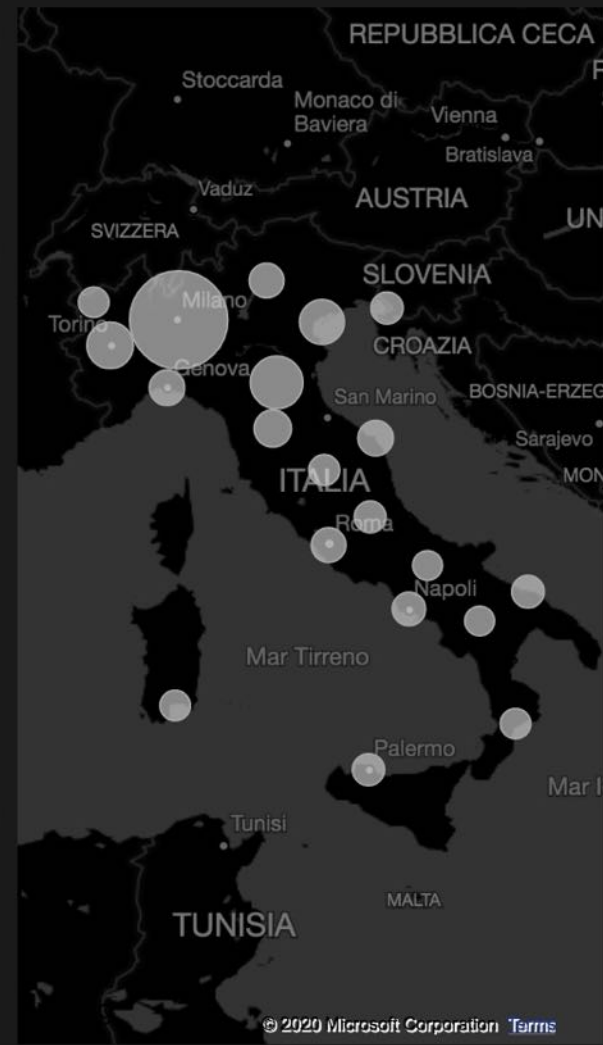 REPUBBLICA CECA
Stoccarda
Monaco di
Baviera
Vienna
Bratislava
Vaduz
AUSTRIA
SVIZZERA
UN
SLOVENIA
Milano
Torino
CROAZIA
Genova
BOSNIA-ERZEG
San Marino
Sarajevo
MON
ITALIA
Roma
Napoli
Mar Tirreno
Palermo
Mar I
Tunisi
MALTA
TUNISIA
© 2020 Microsoft Corporation Terms